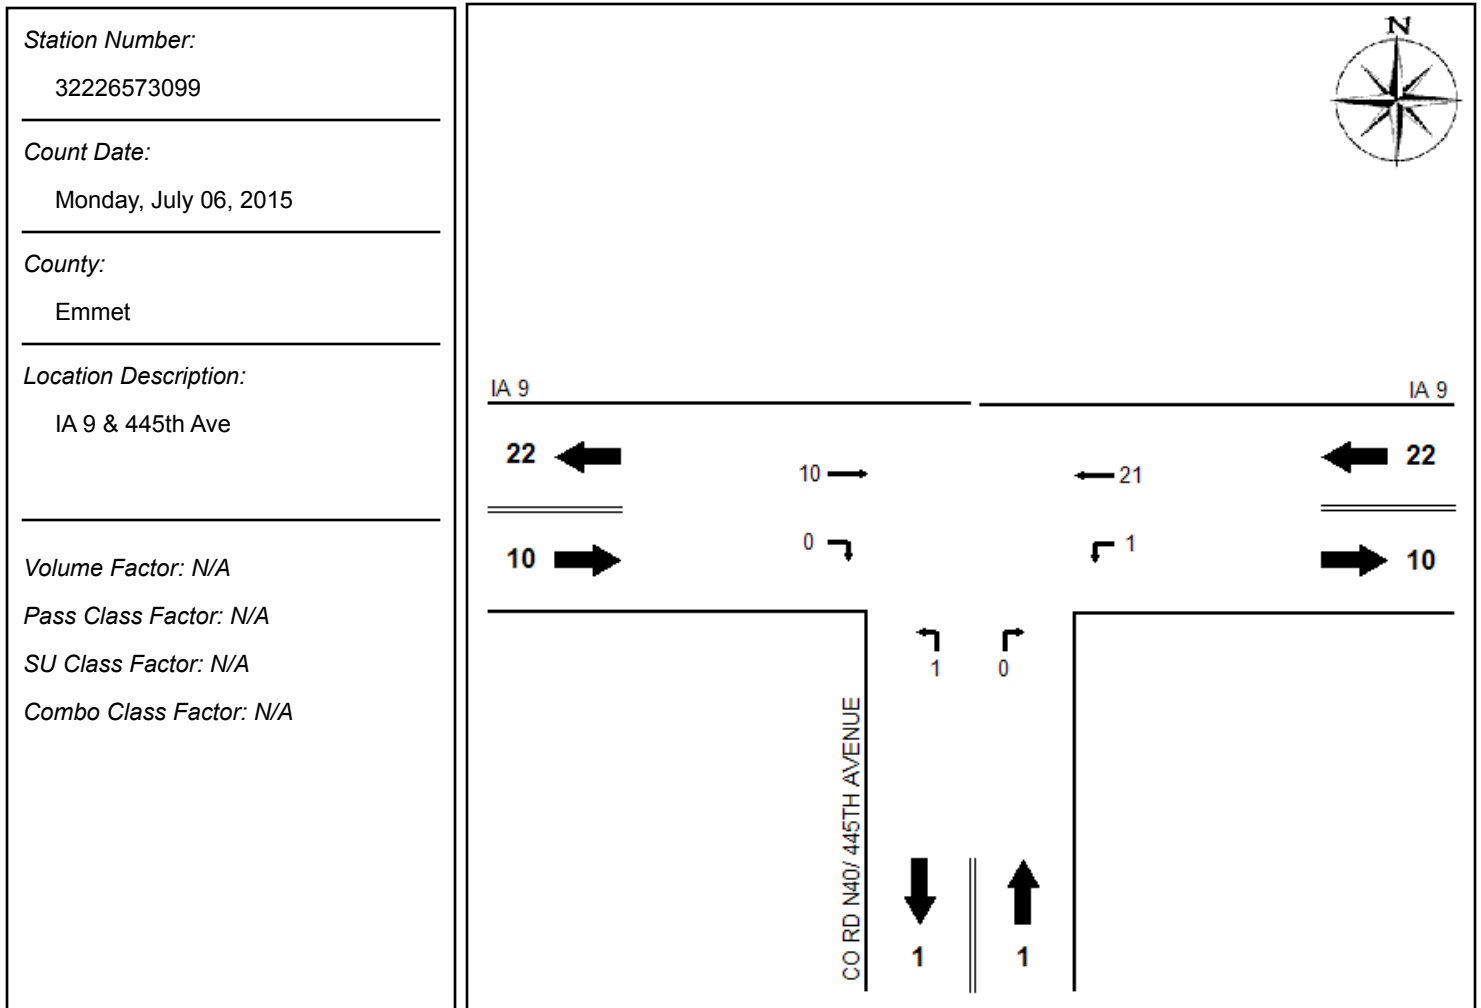 Station Number:
32226573099
Count Date:
Monday, July 06, 2015
County:
Emmet
Location Description:
IA 9 & 445th Ave
Volume Factor: N/A
Pass Class Factor: N/A
SU Class Factor: N/A
Combo Class Factor: N/A
N
IA 9
IA 9
22
10
21
22
10
0
1
10
1
0
CO RD N40/ 445TH AVENUE
1
1